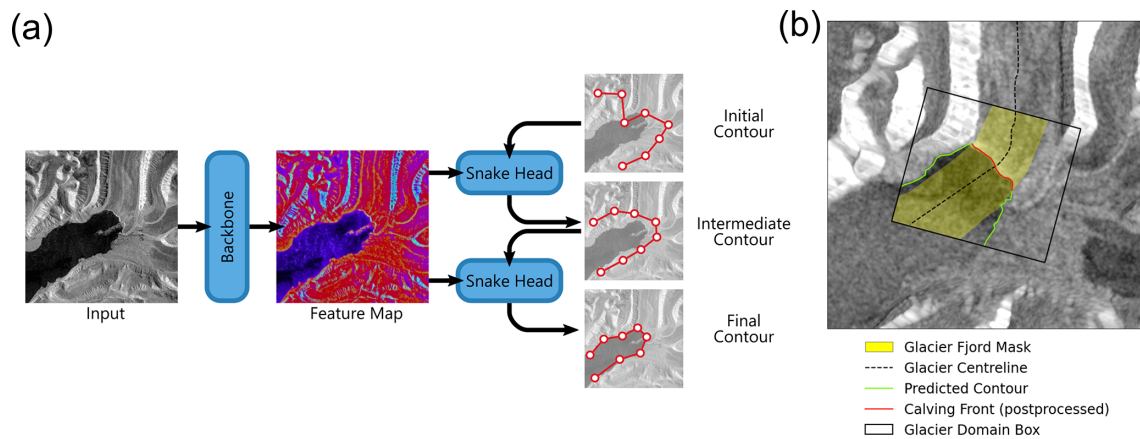 (a)
Input
Backbone
Feature Map
Snake Head
Snake Head
Initial
Contour
Intermediate
Contour
Final
Contour
(b)
Glacier Fjord Mask
Glacier Centreline
Predicted Contour
Calving Front (postprocessed)
Glacier Domain Box